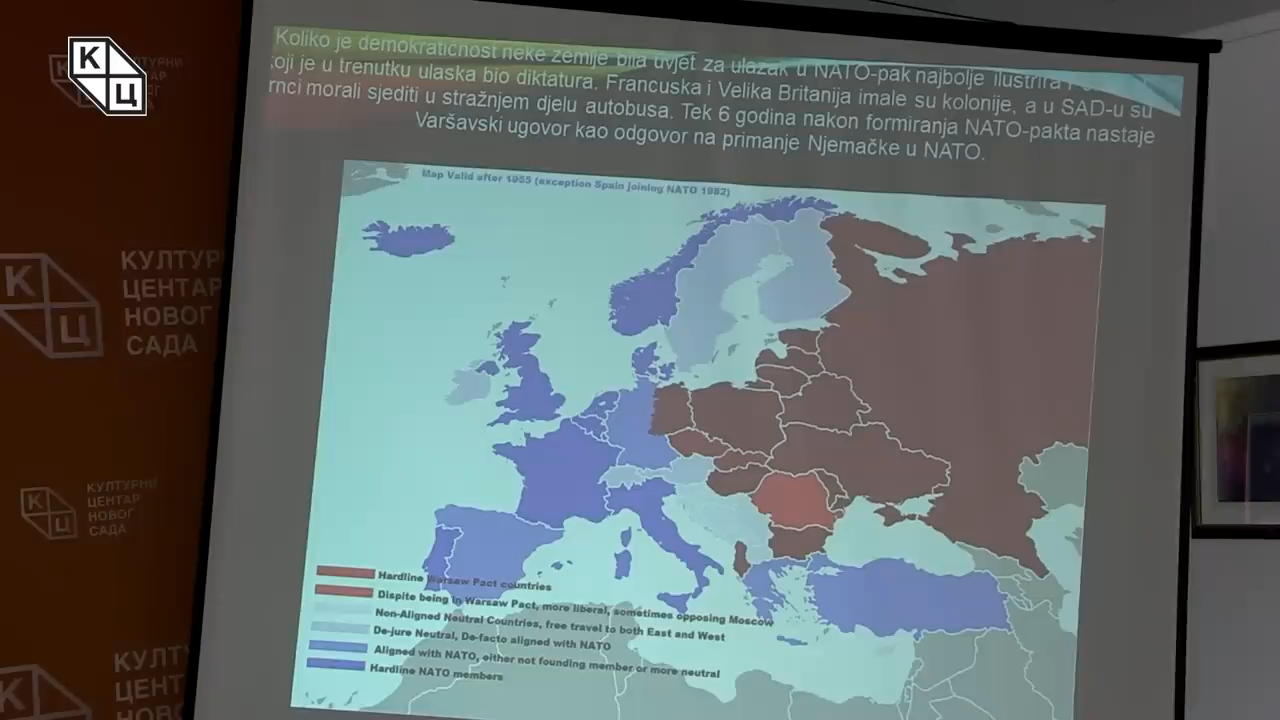 К
Ц
Koliko je demokratičnost neke zemlje bila uvjet za ulazak u NATO-pak najbolje ilustrira
koji je u trenutku ulaska bio diktatura. Francuska i Velika Britanija imale su kolonije, a u SAD-u su
rnci morali sjediti u stražnjem djelu autobusa. Tek 6 godina nakon formiranja NATO-pakta nastaje
Varšavski ugovor kao odgovor na primanje Njemačke u NATO.
Map Valid after 1955 (exception Spain joining NATO 1982)
Hardline Warsaw Pact countries
Dispite being in Warsaw Pact, more liberal, sometimes opposing Moscow
Non-Aligned Neutral Countries, free travel to both East and West
De-jure Neutral, De-facto aligned with NATO
Aligned with NATO, either not founding member or more neutral
Hardline NATO members
К
Ц
КУЛТУР
ЦЕНТАР
НОВОГ
САДА
К
Ц
КУЛТУРНИ
ЦЕНТАР
НОВОГ
САДА
К
КУЛТ
ЦЕНТ
НОВО